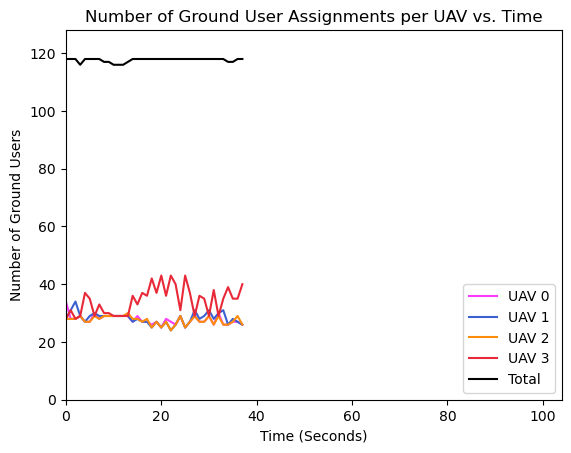 Number of Ground User Assignments per UAV vs. Time
Number of Ground Users
120
100
80
60
40
20
0
0 20 40 60 80 100
Time (Seconds)
UAV 0
UAV 1
UAV 2
UAV 3
Total